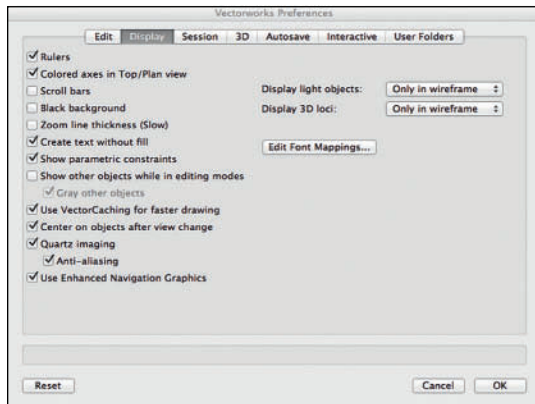 Vectorworks Preferences
Edit Display Session 3D Autosave Interactive User Folders
Rulers
Colored axes in Top/Plan view
Scroll bars
Display light objects: Only in wireframe
Black background
Display 3D loci: Only in wireframe
Zoom line thickness (Slow)
Create text without fill
Edit Font Mappings...
Show parametric constraints
Show other objects while in editing modes
Gray other objects
Use VectorCaching for faster drawing
Center on objects after view change
Quartz imaging
Anti-aliasing
Use Enhanced Navigation Graphics
Reset Cancel OK